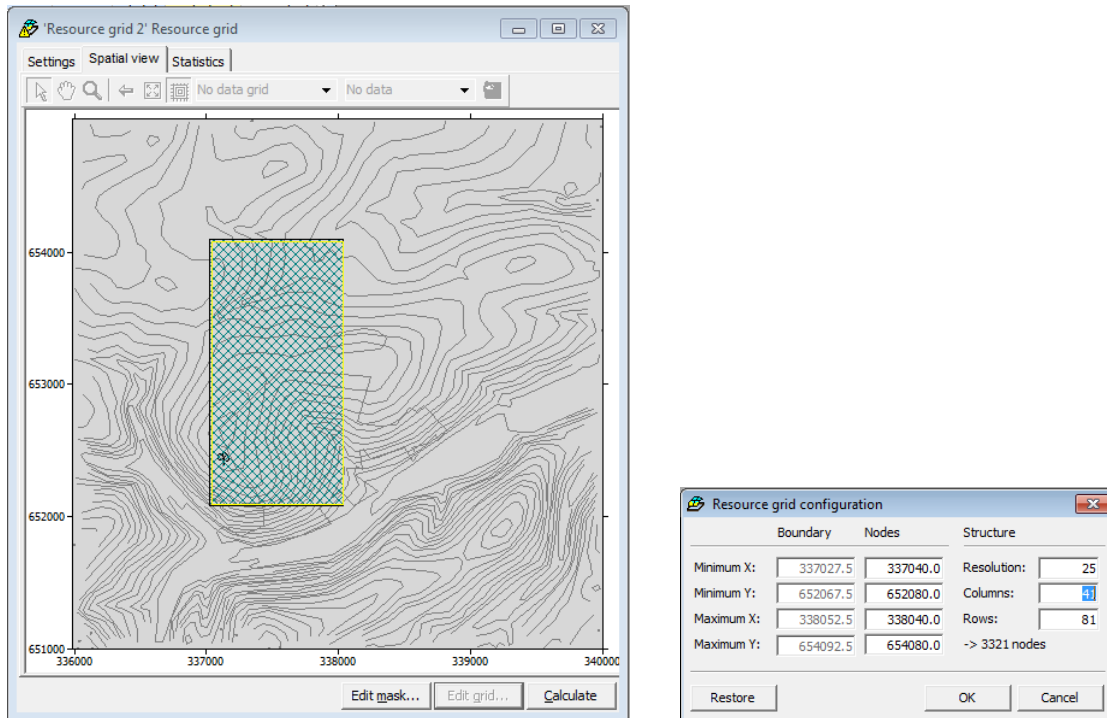 'Resource grid 2' Resource grid
Settings Spatial view Statistics
No data grid No data
654000
653000
652000
651000
336000 337000 338000 339000 340000
Edit mask... Edit grid... Calculate
Resource grid configuration
Boundary Nodes Structure
Minimum X: 337027.5 337040.0 Resolution: 25
Minimum Y: 652067.5 652080.0 Columns: 41
Maximum X: 338052.5 338040.0 Rows: 81
Maximum Y: 654092.5 654080.0 -> 3321 nodes
Restore OK Cancel